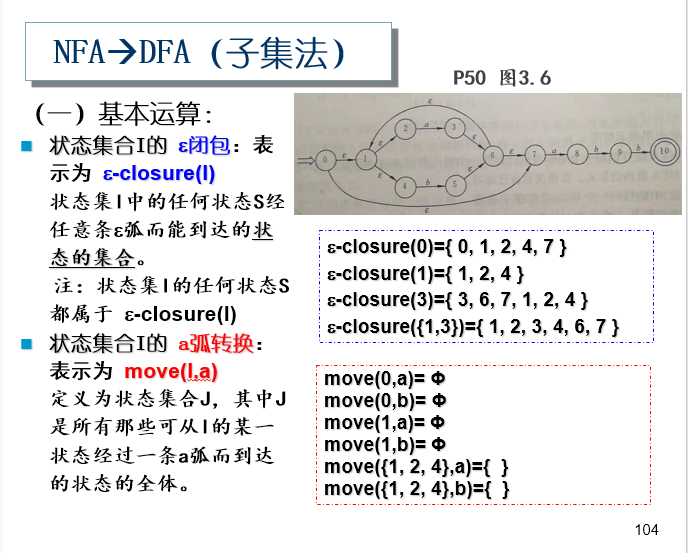 NFA→DFA（子集法）
P50 图3.6
（一）基本运算：
状态集合I的 ε闭包：表
示为 ε-closure(I)
状态集I中的任何状态S经
任意条ε弧而能到达的状
态的集合。
注：状态集I的任何状态S
都属于 ε-closure(I)
状态集合I的 a弧转换：
表示为 move(I,a)
定义为状态集合J，其中J
是所有那些可从I的某一
状态经过一条a弧而到达
的状态的全体。
ε
2 a 3
ε ε
0 ε 1 6 ε 7 a 8 b 9 b 10
ε ε
4 b 5
ε
ε-closure(0)={ 0, 1, 2, 4, 7 }
ε-closure(1)={ 1, 2, 4 }
ε-closure(3)={ 3, 6, 7, 1, 2, 4 }
ε-closure({1,3})={ 1, 2, 3, 4, 6, 7 }
move(0,a)= Φ
move(0,b)= Φ
move(1,a)= Φ
move(1,b)= Φ
move({1, 2, 4},a)={ }
move({1, 2, 4},b)={ }
104